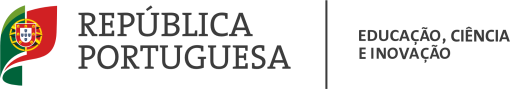 REPÚBLICA
PORTUGUESA
EDUCAÇÃO, CIÊNCIA
E INOVAÇÃO